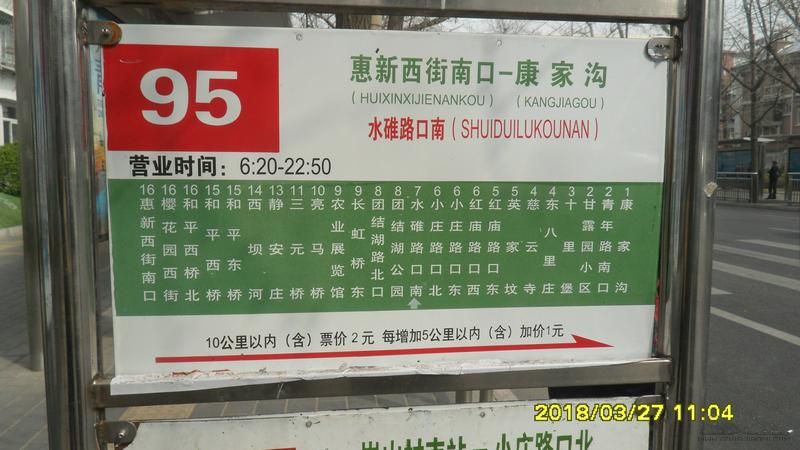 95
惠新西街南口-康家沟
(HUIXINXIJIENANKOU) (KANGJIAGOU)
水碓路口南(SHUIDUILUKOUNAN)
营业时间：6:20-22:50
16 16 16 15 15 14 13 11 10 9 9 8 8 7 6 6 6 5 5 4 4 3 2 2 1
惠新西街南口
樱花园西街
和平西桥北
和平西桥
和平东桥
西坝河
静安庄
三元桥
亮马桥
农业展览馆
长虹桥东
团结湖路北口
团结湖公园
水碓路口南
小庄路口北
小庄路口东
红庙路口西
红庙路口东
英家坟
慈云寺
东八里庄
十里堡
甘露园小区
青年路南口
康家沟
10公里以内（含）票价2元 每增加5公里以内（含）加价1元
小庄路口北
2018/03/27 11:04